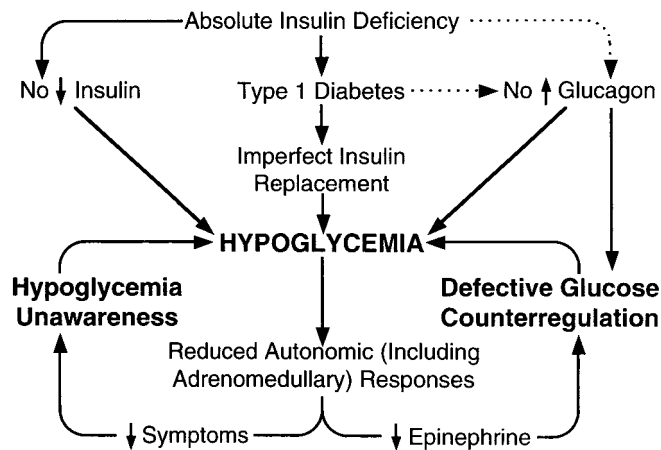 Absolute Insulin Deficiency
No ↓ Insulin
Type 1 Diabetes
No ↑ Glucagon
Imperfect Insulin
Replacement
HYPOGLYCEMIA
Hypoglycemia
Unawareness
Defective Glucose
Counterregulation
Reduced Autonomic (Including
Adrenomedullary) Responses
↓ Symptoms
↓ Epinephrine